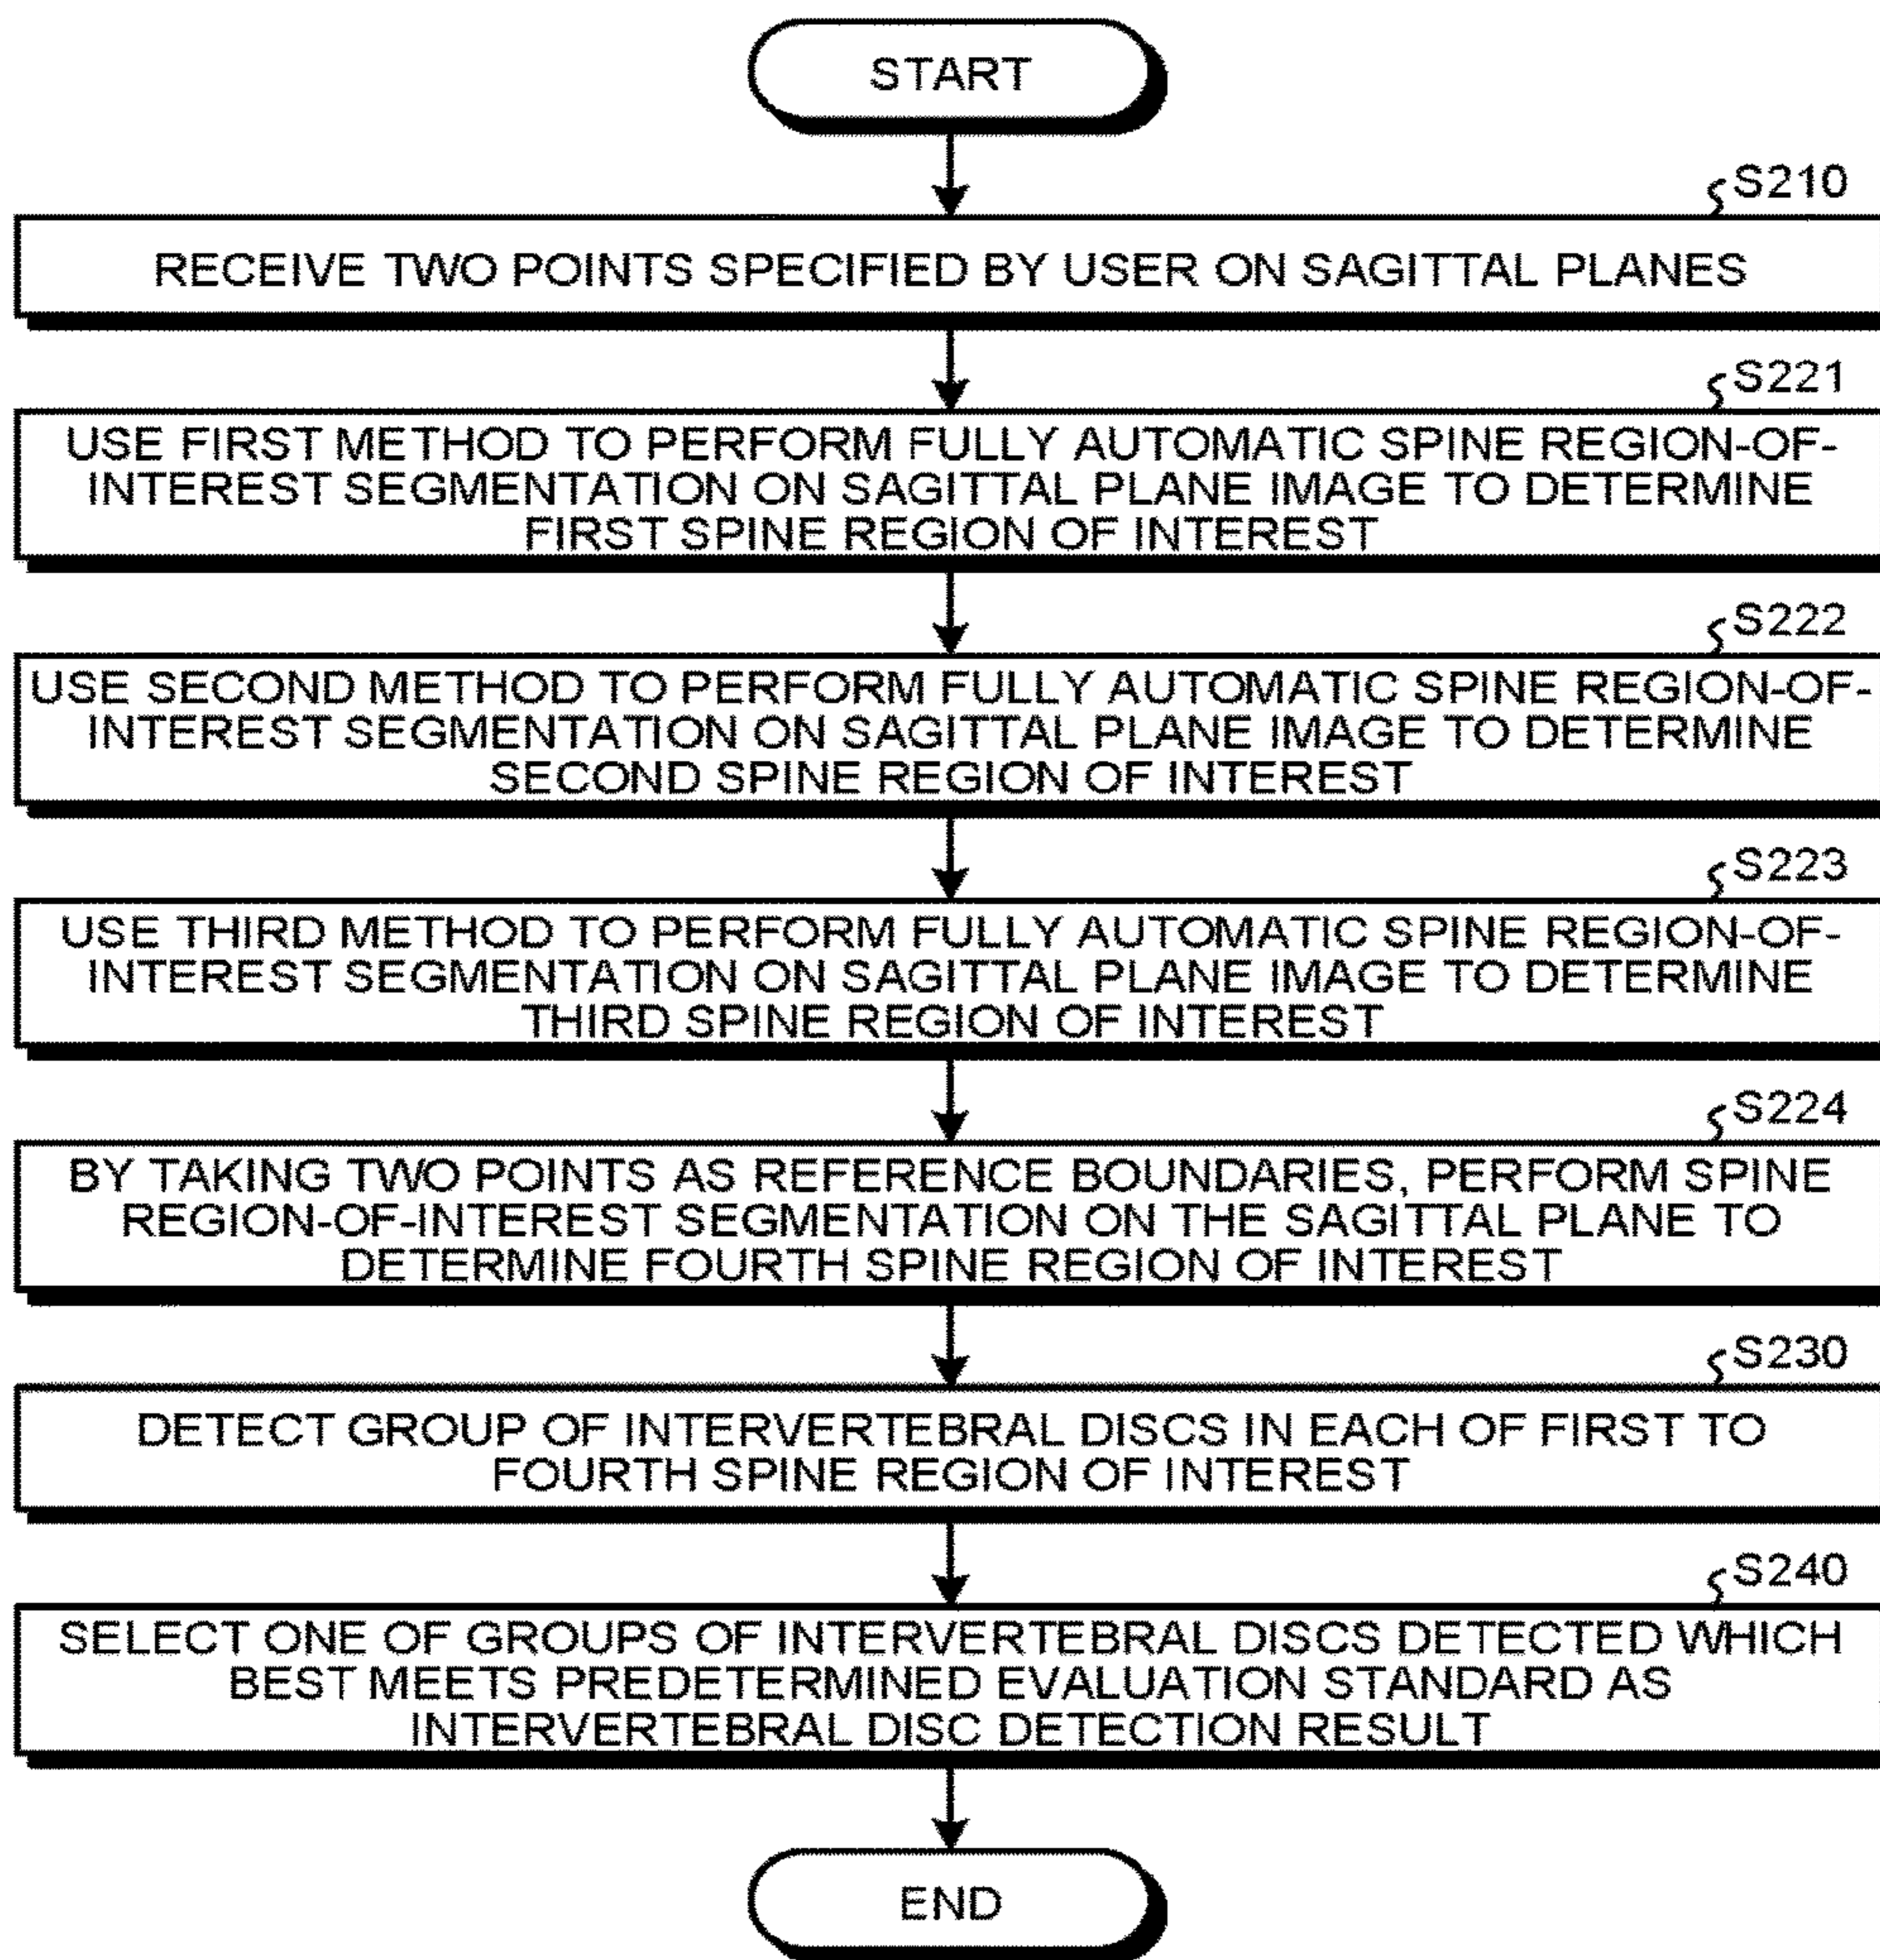 START
S210
RECEIVE TWO POINTS SPECIFIED BY USER ON SAGITTAL PLANES
S221
USE FIRST METHOD TO PERFORM FULLY AUTOMATIC SPINE REGION-OF-
INTEREST SEGMENTATION ON SAGITTAL PLANE IMAGE TO DETERMINE
FIRST SPINE REGION OF INTEREST
S222
USE SECOND METHOD TO PERFORM FULLY AUTOMATIC SPINE REGION-OF-
INTEREST SEGMENTATION ON SAGITTAL PLANE IMAGE TO DETERMINE
SECOND SPINE REGION OF INTEREST
S223
USE THIRD METHOD TO PERFORM FULLY AUTOMATIC SPINE REGION-OF-
INTEREST SEGMENTATION ON SAGITTAL PLANE IMAGE TO DETERMINE
THIRD SPINE REGION OF INTEREST
S224
BY TAKING TWO POINTS AS REFERENCE BOUNDARIES, PERFORM SPINE
REGION-OF-INTEREST SEGMENTATION ON THE SAGITTAL PLANE TO
DETERMINE FOURTH SPINE REGION OF INTEREST
S230
DETECT GROUP OF INTERVERTEBRAL DISCS IN EACH OF FIRST TO
FOURTH SPINE REGION OF INTEREST
S240
SELECT ONE OF GROUPS OF INTERVERTEBRAL DISCS DETECTED WHICH
BEST MEETS PREDETERMINED EVALUATION STANDARD AS
INTERVERTEBRAL DISC DETECTION RESULT
END